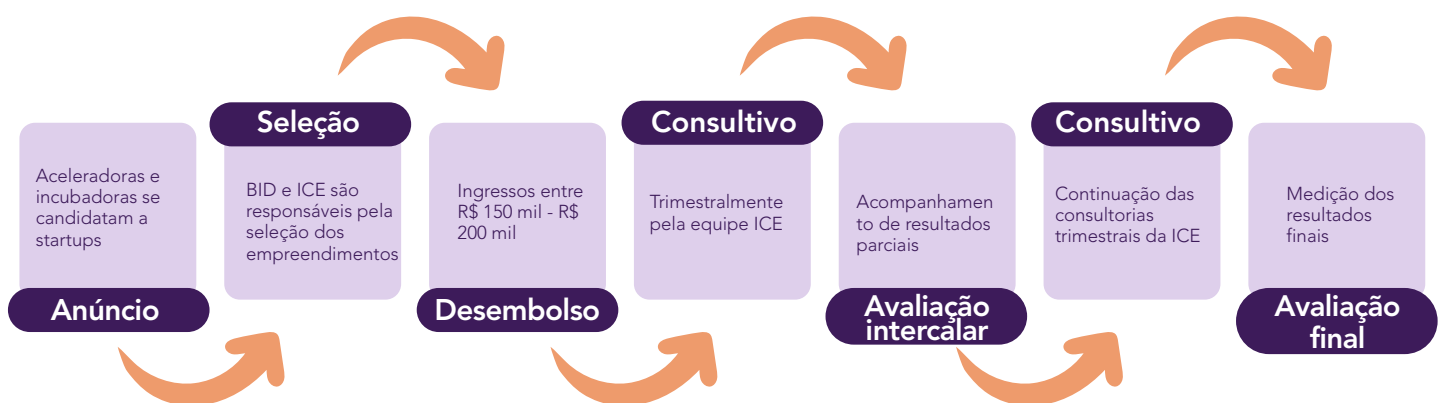 Aceleradoras e
incubadoras se
candidatam a
startups
Anúncio
Seleção
BID e ICE são
responsáveis pela
seleção dos
empreendimentos
Ingressos entre
R$ 150 mil - R$
200 mil
Desembolso
Consultivo
Trimestralmente
pela equipe ICE
Acompanhamen
to de resultados
parciais
Avaliação
intercalar
Consultivo
Continuação das
consultorias
trimestrais da ICE
Medição dos
resultados
finais
Avaliação
final